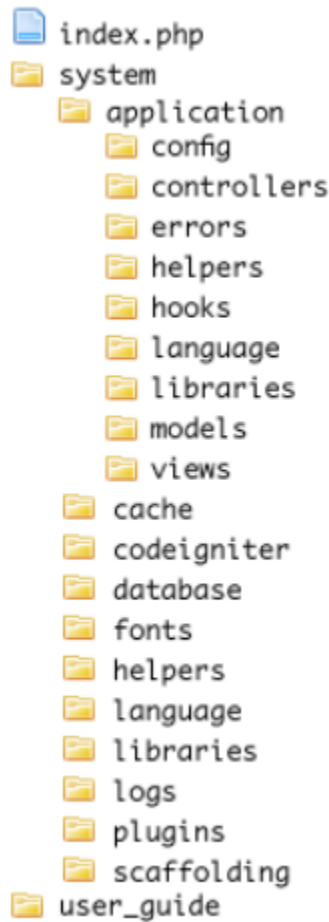 index.php
system
application
config
controllers
errors
helpers
hooks
language
libraries
models
views
cache
codeigniter
database
fonts
helpers
language
libraries
logs
plugins
scaffolding
user_guide